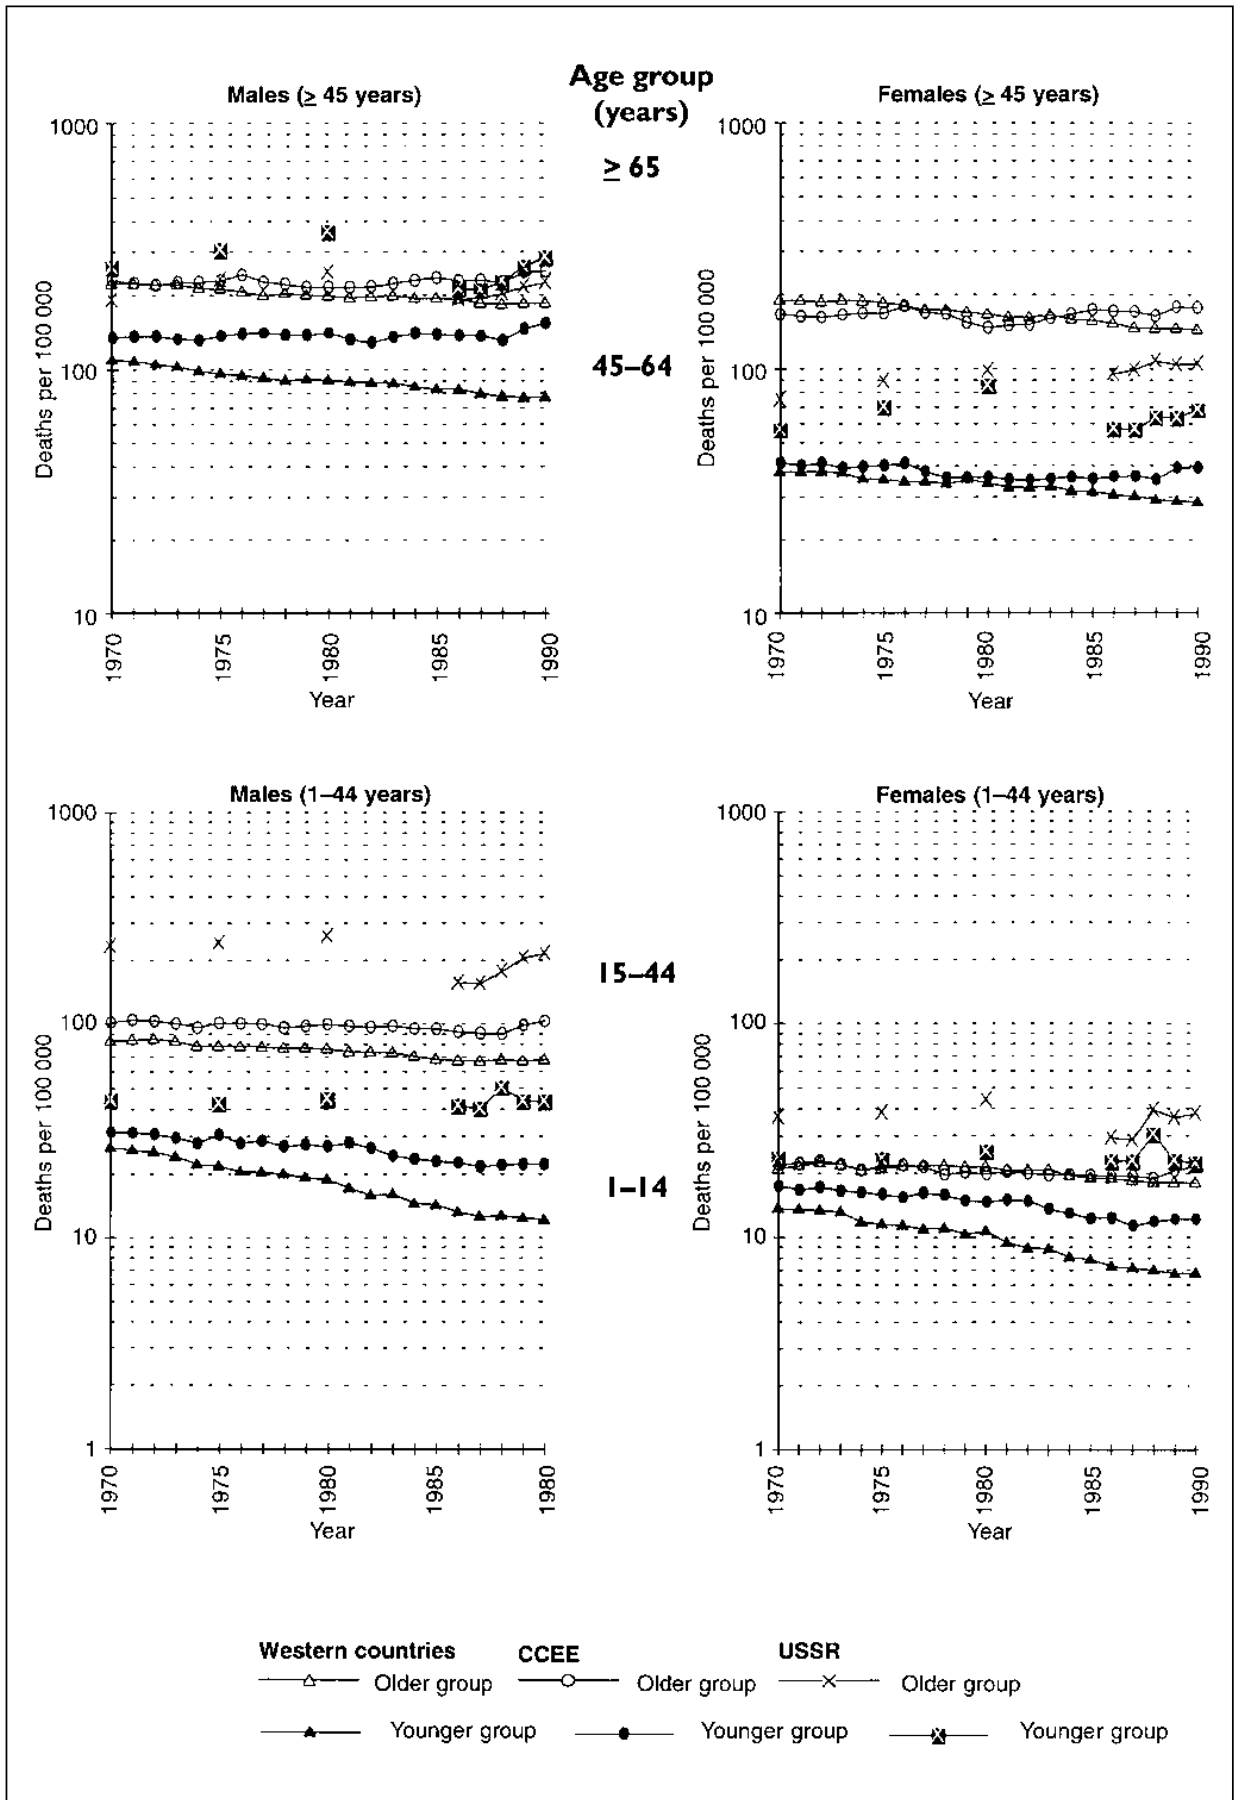 Age group
(years)
≥ 65
45–64
15–44
1–14
Males (≥ 45 years)
1000
100
10
Deaths per 100 000
1970
1975
1980
1985
1990
Year
Females (≥ 45 years)
1000
100
10
Deaths per 100 000
1970
1975
1980
1985
1990
Year
Males (1–44 years)
1000
100
10
1
Deaths per 100 000
1970
1975
1980
1985
1980
Year
Females (1–44 years)
1000
100
10
1
Deaths per 100 000
1970
1975
1980
1985
1990
Year
Western countries CCEE USSR
Older group Older group Older group
Younger group Younger group Younger group